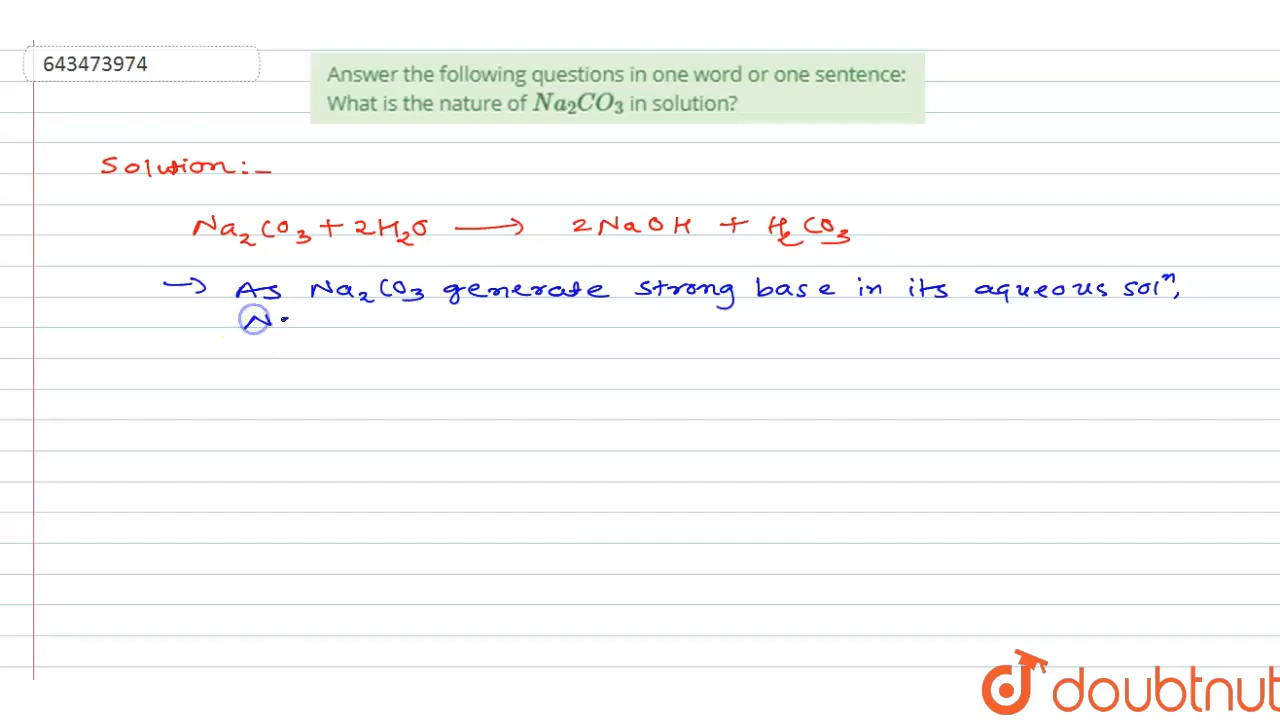 643473974
Answer the following questions in one word or one sentence:
What is the nature of Na₂CO₃ in solution?
Solution:-
Na₂CO₃ + 2H₂O → 2NaOH + H₂CO₃
→ As Na₂CO₃ generate strong base in its aqueous solⁿ,
N
doubtnut